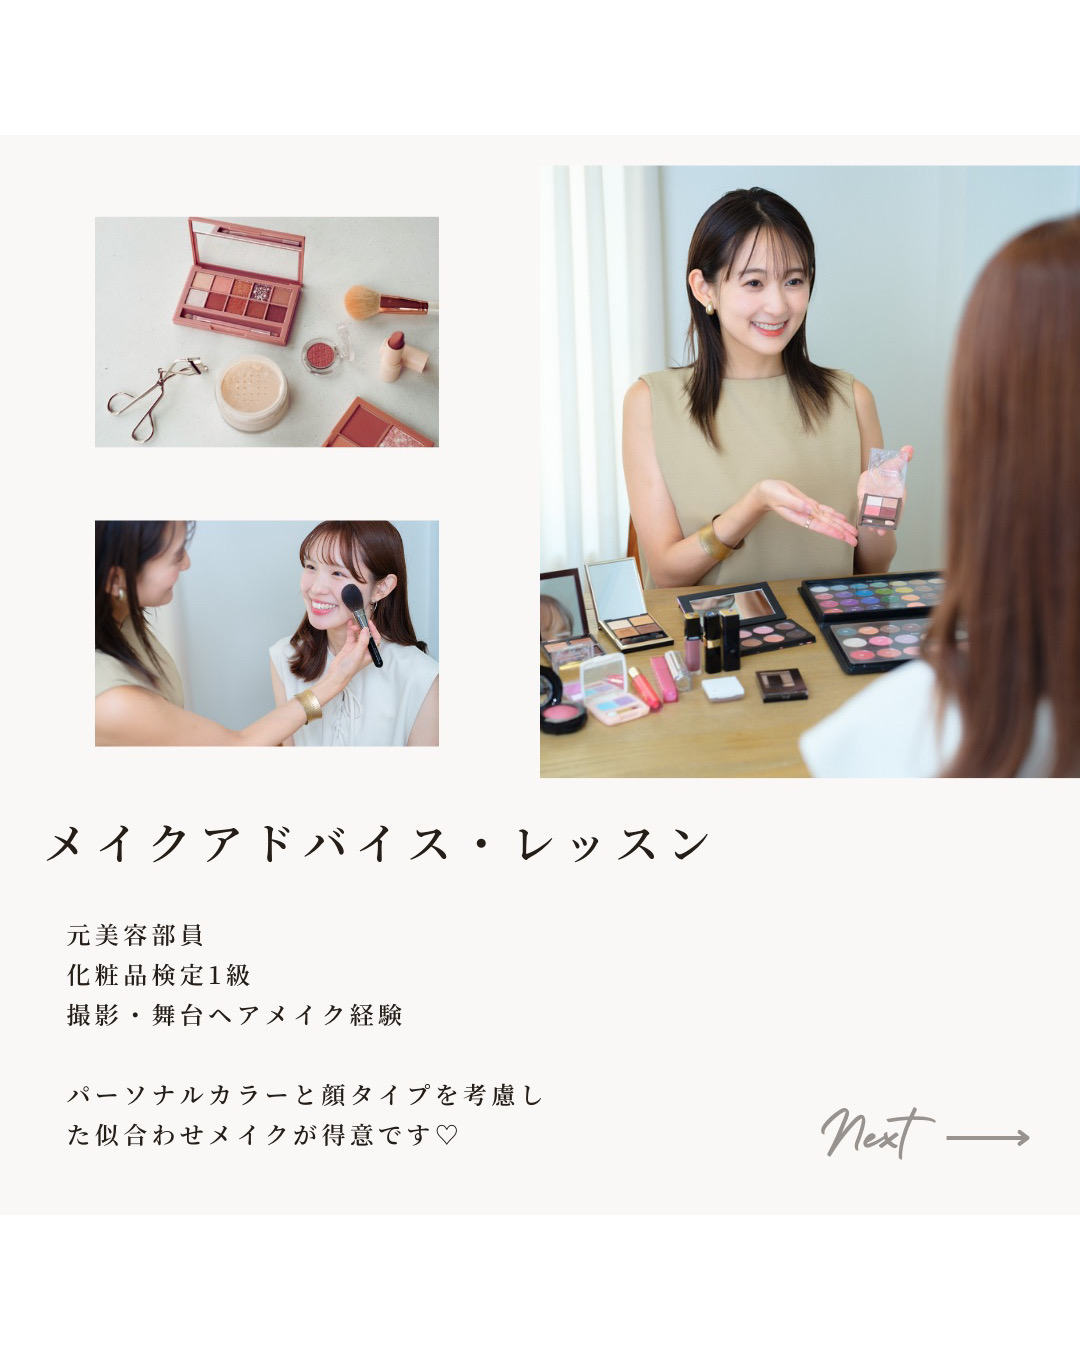 メイクアドバイス・レッスン
元美容部員
化粧品検定1級
撮影・舞台ヘアメイク経験
パーソナルカラーと顔タイプを考慮し
た似合わせメイクが得意です♡
Next